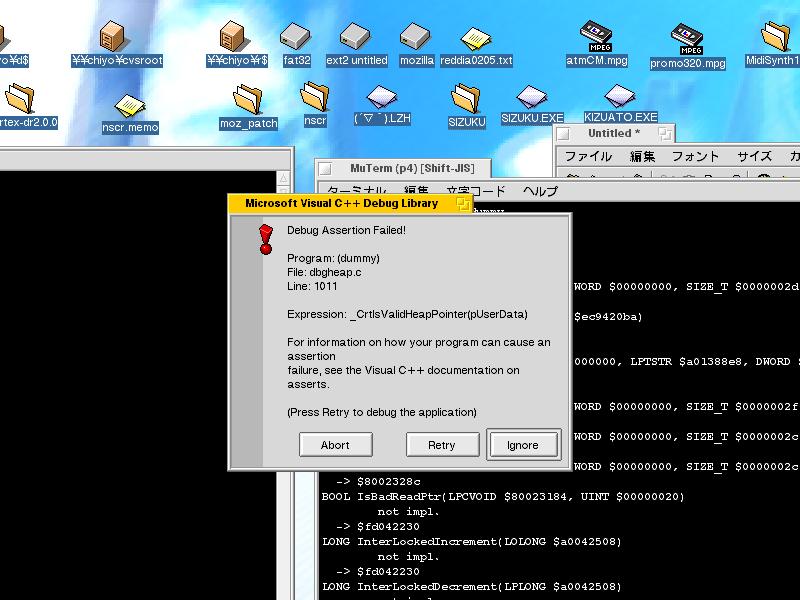 yo¥d$
¥¥chiyo¥cvsroot
¥¥chiyo¥r$
fat32
ext2 untitled
mozilla
reddia0205.txt
atmCM.mpg
promo320.mpg
MidiSynth1
MPEG
MPEG
rtex-dr2.0.0
nscr.memo
moz_patch
nscr
(´▽｀).LZH
SIZUKU
SIZUKU.EXE
KIZUATO.EXE
Untitled *
ファイル 編集 フォント サイズ カ
MuTerm (p4) [Shift-JIS]
ターミナル 編集 文字コード ヘルプ
Microsoft Visual C++ Debug Library
Debug Assertion Failed!
Program: (dummy)
File: dbgheap.c
Line: 1011
Expression: _CrtIsValidHeapPointer(pUserData)
For information on how your program can cause an
assertion
failure, see the Visual C++ documentation on
asserts.
(Press Retry to debug the application)
Abort
Retry
Ignore
WORD $00000000, SIZE_T $0000002d
$ec9420ba)
000000, LPTSTR $a01388e8, DWORD
WORD $00000000, SIZE_T $0000002f
WORD $00000000, SIZE_T $0000002c
WORD $00000000, SIZE_T $0000002c
-> $8002328c
BOOL IsBadReadPtr(LPCVOID $80023184, UINT $00000020)
not impl.
-> $fd042230
LONG InterLockedIncrement(LOLONG $a0042508)
not impl.
-> $fd042230
LONG InterLockedDecrement(LPLONG $a0042508)